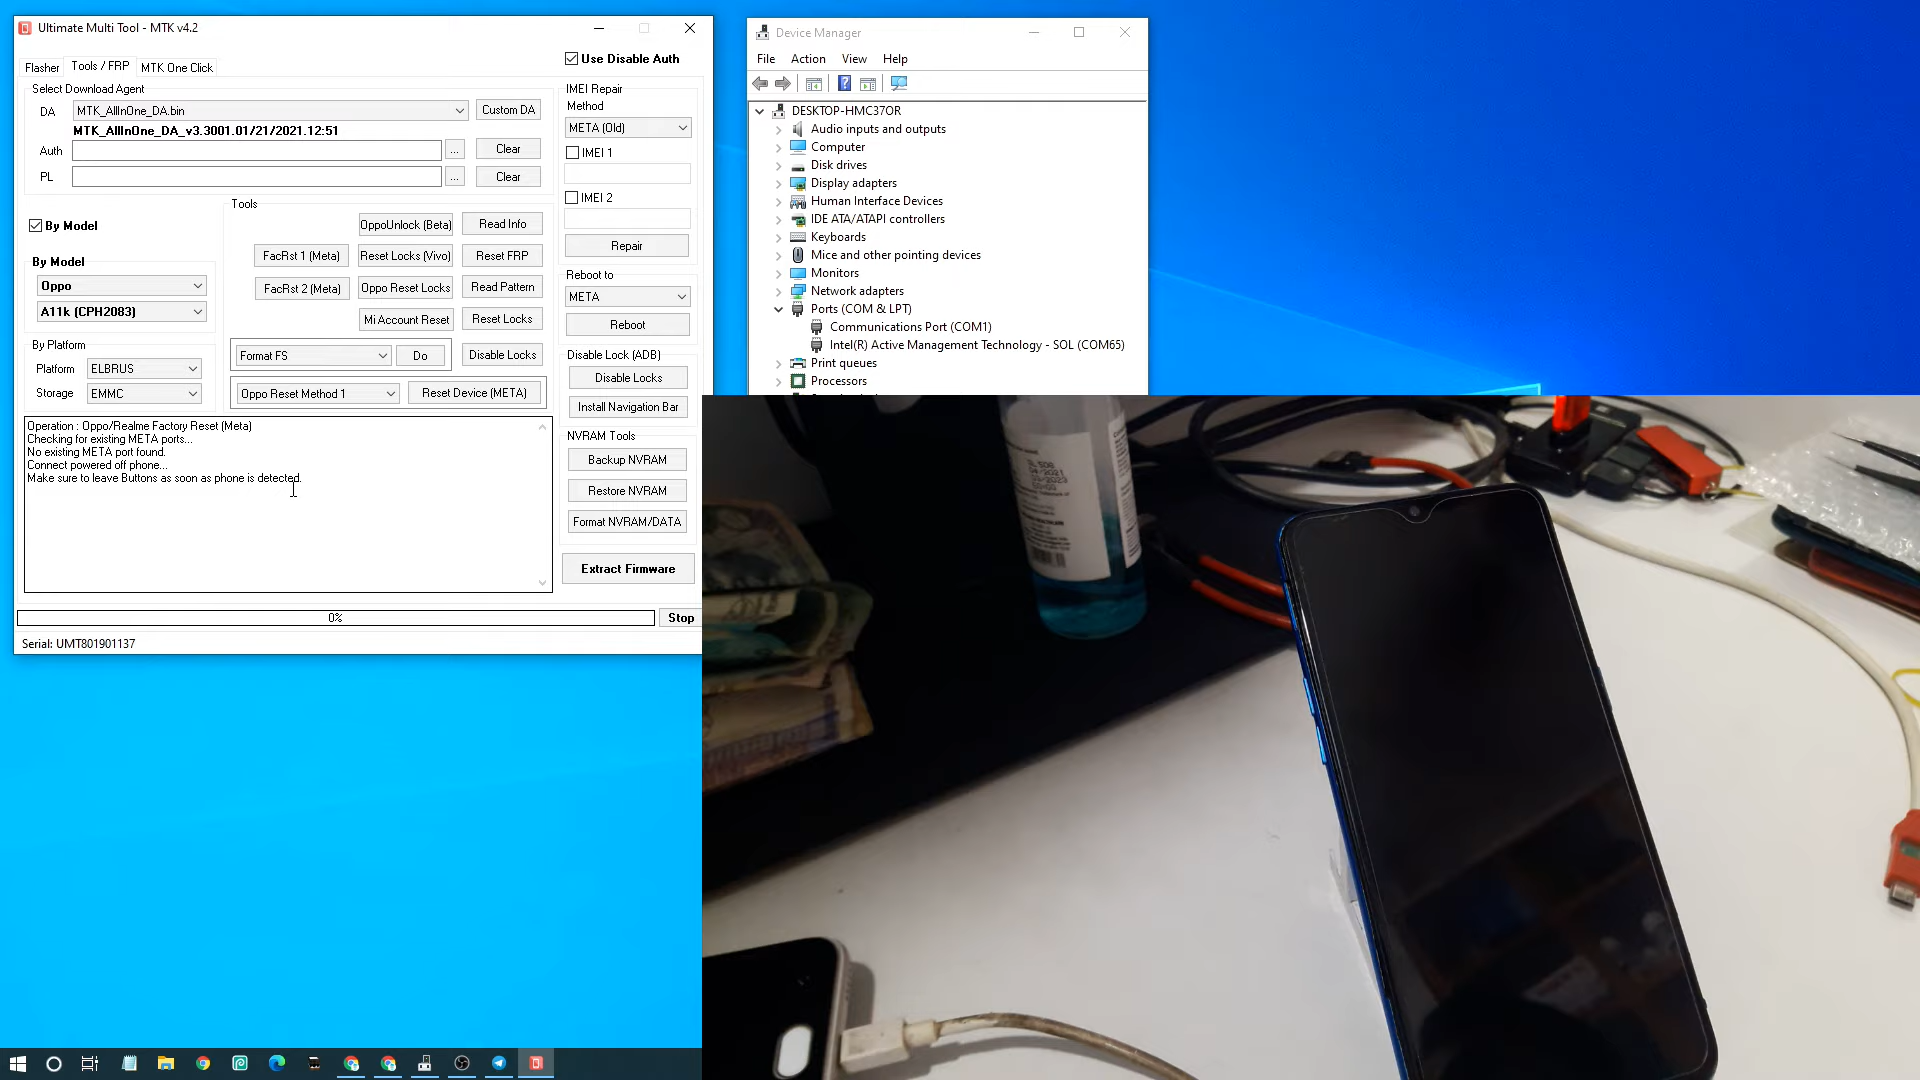 Ultimate Multi Tool - MTK v4.2
Flasher
Tools / FRP
MTK One Click
Use Disable Auth
Select Download Agent
DA
MTK_AllInOne_DA.bin
Custom DA
MTK_AllInOne_DA_v3.3001.01/21/2021.12:51
Auth
...
Clear
PL
...
Clear
By Model
By Model
Oppo
A11k (CPH2083)
By Platform
Platform
ELBRUS
Storage
EMMC
Tools
OppoUnlock (Beta)
Read Info
FacRst 1 (Meta)
Reset Locks (Vivo)
Reset FRP
FacRst 2 (Meta)
Oppo Reset Locks
Read Pattern
Mi Account Reset
Reset Locks
Format FS
Do
Disable Locks
Oppo Reset Method 1
Reset Device (META)
IMEI Repair
Method
META (Old)
IMEI 1
IMEI 2
Repair
Reboot to
META
Reboot
Disable Lock (ADB)
Disable Locks
Install Navigation Bar
NVRAM Tools
Backup NVRAM
Restore NVRAM
Format NVRAM/DATA
Extract Firmware
Operation : Oppo/Realme Factory Reset (Meta)
Checking for existing META ports...
No existing META port found.
Connect powered off phone...
Make sure to leave Buttons as soon as phone is detected.
0%
Stop
Serial: UMT801901137
Device Manager
File
Action
View
Help
DESKTOP-HMC37OR
Audio inputs and outputs
Computer
Disk drives
Display adapters
Human Interface Devices
IDE ATA/ATAPI controllers
Keyboards
Mice and other pointing devices
Monitors
Network adapters
Ports (COM & LPT)
Communications Port (COM1)
Intel(R) Active Management Technology - SOL (COM65)
Print queues
Processors